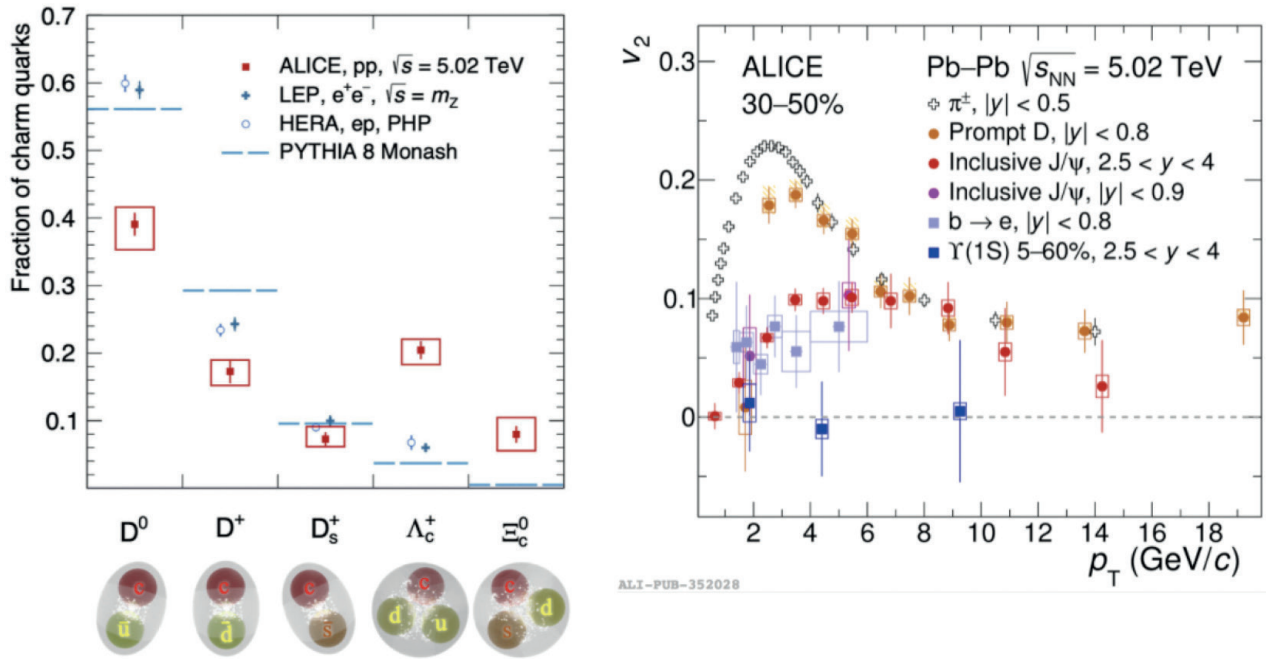 Fraction of charm quarks
0.7
0.6
0.5
0.4
0.3
0.2
0.1
ALICE, pp, √s = 5.02 TeV
LEP, e⁺e⁻, √s = m_Z
HERA, ep, PHP
PYTHIA 8 Monash
D⁰ D⁺ D_s⁺ Λ_c⁺ Ξ_c⁰
c c c c c
ū d̄ s̄ d u s d
v₂
0.3
0.2
0.1
0
ALICE
30–50%
Pb–Pb √s_NN = 5.02 TeV
π±, |y| < 0.5
Prompt D, |y| < 0.8
Inclusive J/ψ, 2.5 < y < 4
Inclusive J/ψ, |y| < 0.9
b → e, |y| < 0.8
ϒ(1S) 5–60%, 2.5 < y < 4
2 4 6 8 10 12 14 16 18
p_T (GeV/c)
ALI-PUB-352028